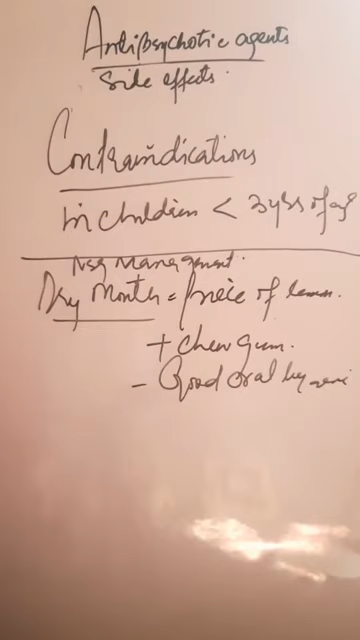 Antipsychotic agents
Side effects.
Contraindications
in Children < 3 yrs of age
Nsg Management.
Dry Mouth = Piece of lemon.
+ Chew gum.
- Good oral hygiene